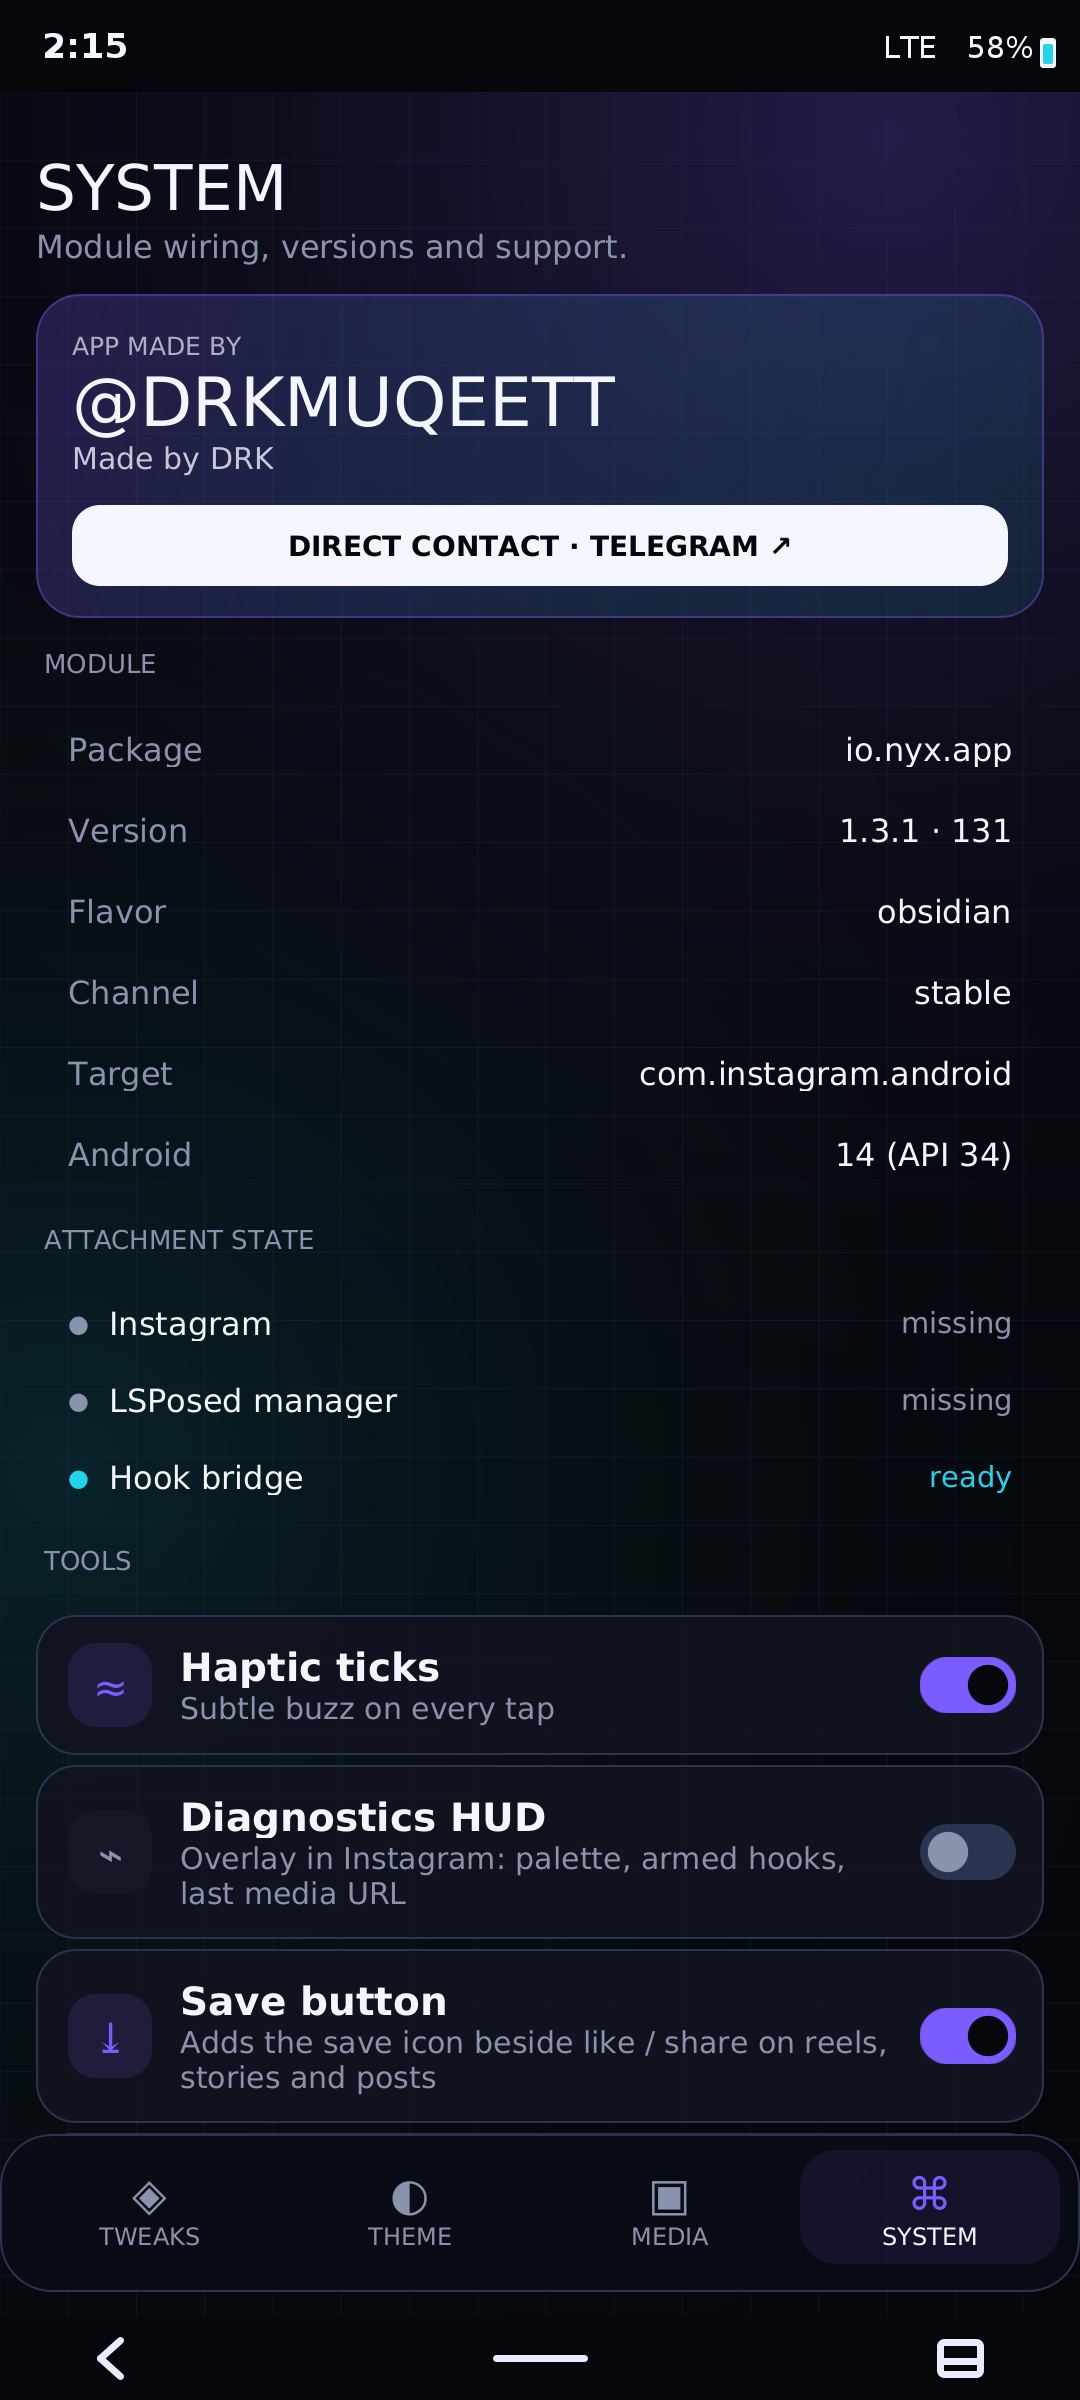 2:15
LTE 58%
SYSTEM
Module wiring, versions and support.
APP MADE BY
@DRKMUQEETT
Made by DRK
DIRECT CONTACT · TELEGRAM ↗
MODULE
Package io.nyx.app
Version 1.3.1 · 131
Flavor obsidian
Channel stable
Target com.instagram.android
Android 14 (API 34)
ATTACHMENT STATE
Instagram missing
LSPosed manager missing
Hook bridge ready
TOOLS
Haptic ticks
Subtle buzz on every tap
Diagnostics HUD
Overlay in Instagram: palette, armed hooks,
last media URL
Save button
Adds the save icon beside like / share on reels,
stories and posts
TWEAKS THEME MEDIA SYSTEM